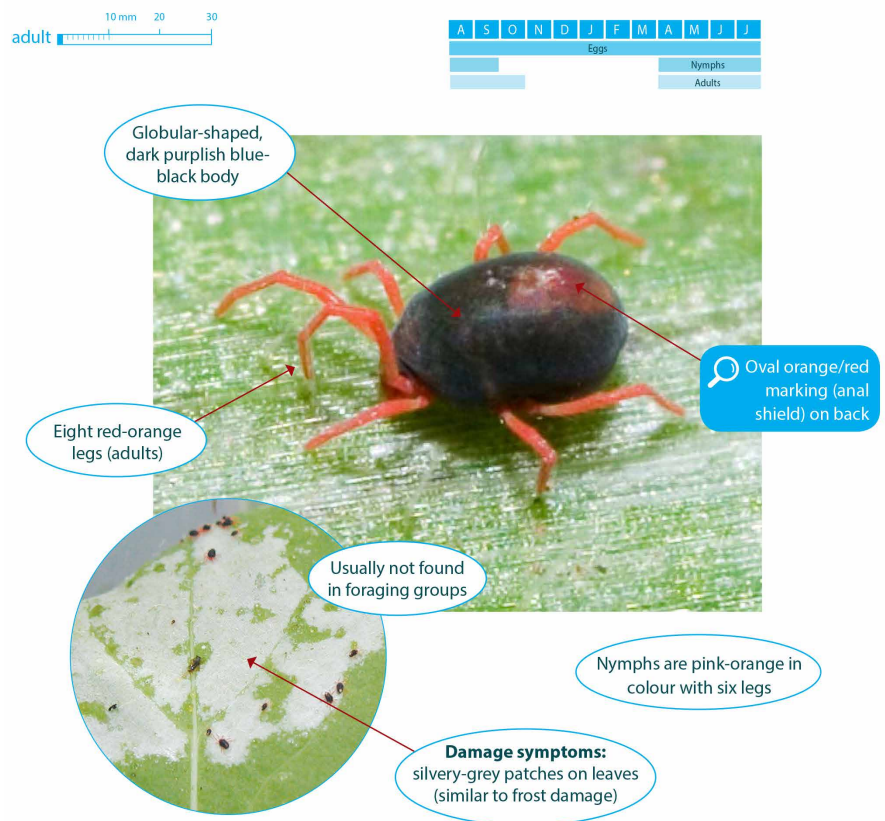 10 mm 20 30
adult
A S O N D J F M A M J J
Eggs
Nymphs
Adults
Globular-shaped,
dark purplish blue-
black body
Oval orange/red
marking (anal
shield) on back
Eight red-orange
legs (adults)
Usually not found
in foraging groups
Nymphs are pink-orange in
colour with six legs
Damage symptoms:
silvery-grey patches on leaves
(similar to frost damage)